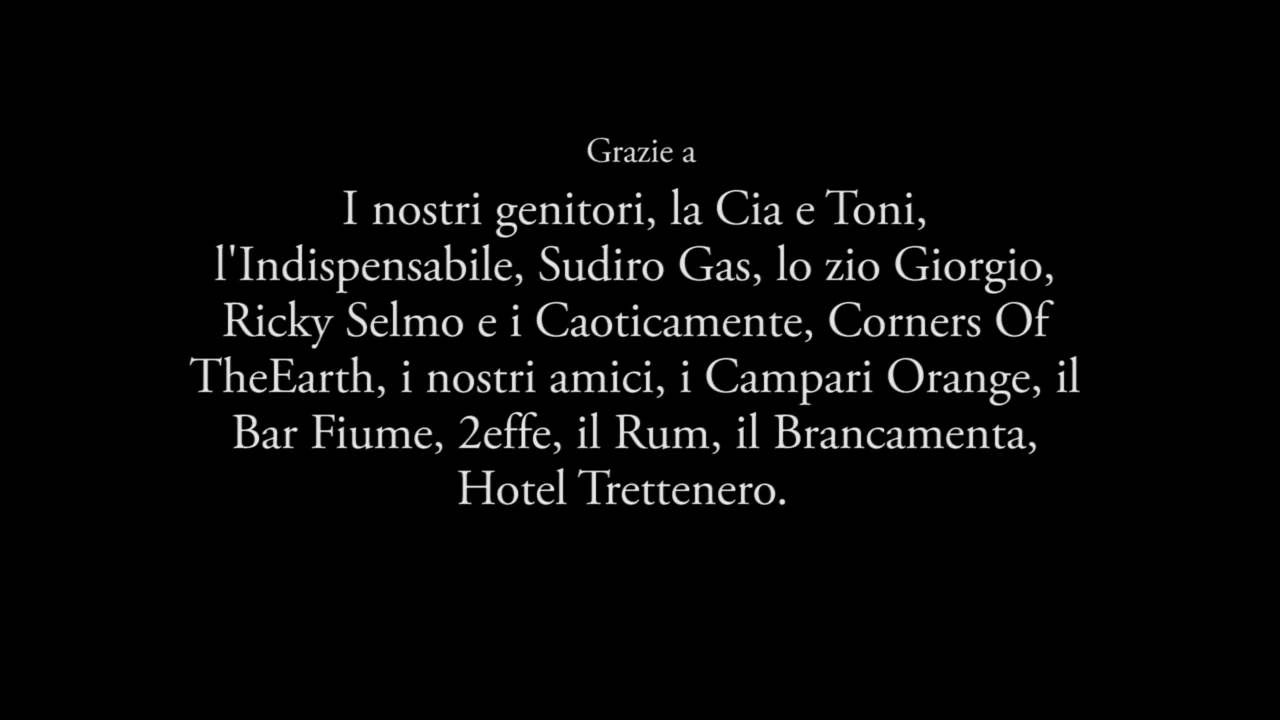 Grazie a
I nostri genitori, la Cia e Toni,
l'Indispensabile, Sudiro Gas, lo zio Giorgio,
Ricky Selmo e i Caoticamente, Corners Of
TheEarth, i nostri amici, i Campari Orange, il
Bar Fiume, 2effe, il Rum, il Brancamenta,
Hotel Trettenero.